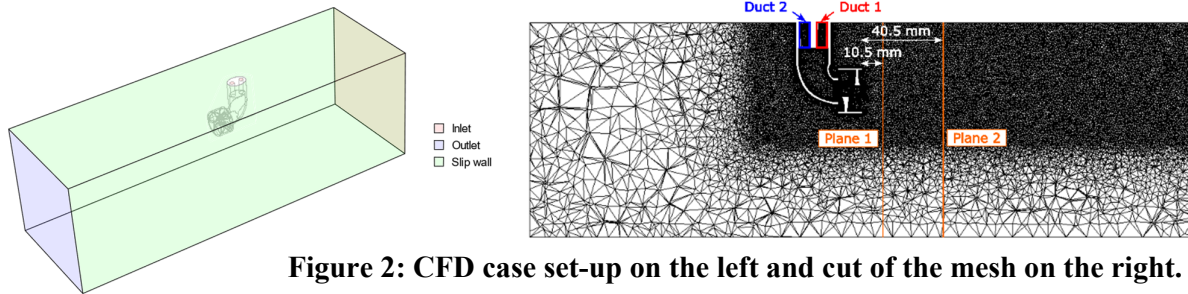 Inlet
Outlet
Slip wall
Duct 2
Duct 1
40.5 mm
10.5 mm
Plane 1
Plane 2
Figure 2: CFD case set-up on the left and cut of the mesh on the right.